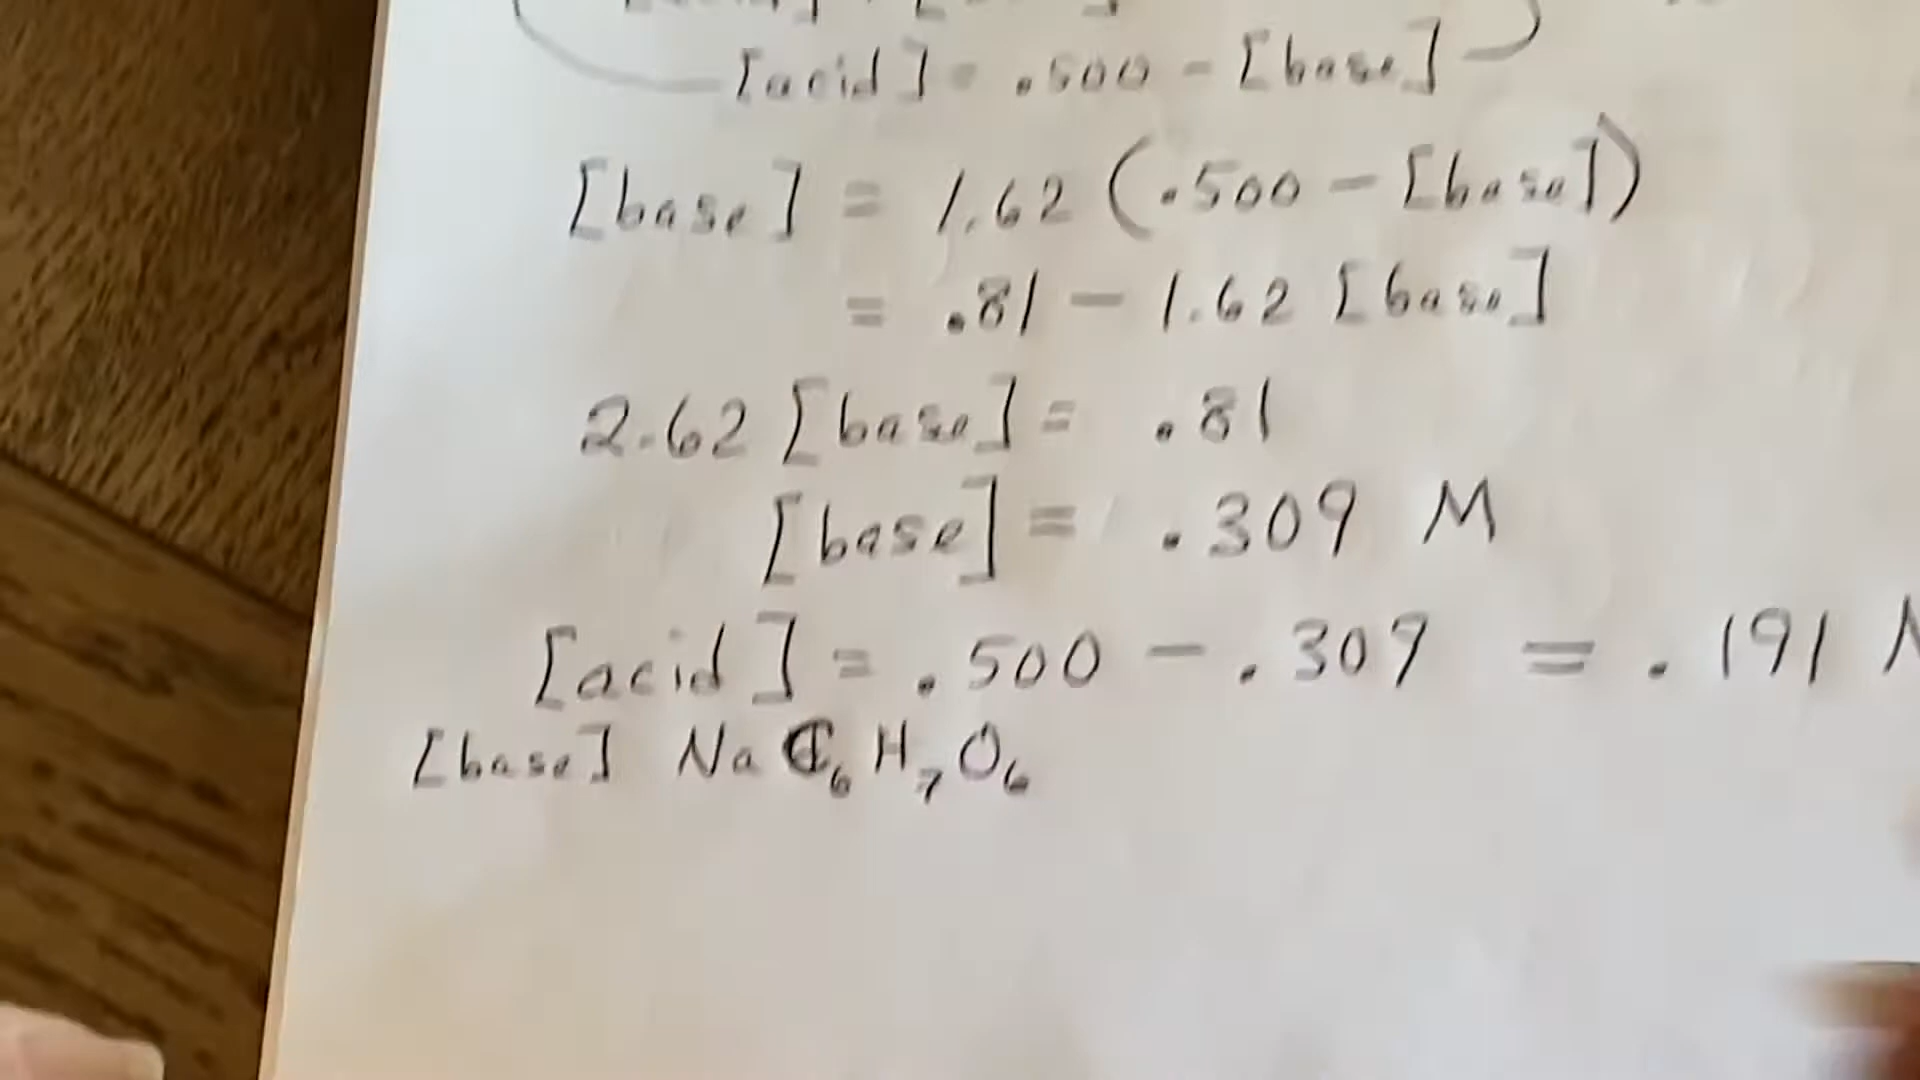 [acid] = .500 - [base]
[base] = 1.62 (.500 - [base])
= .81 - 1.62 [base]
2.62 [base] = .81
[base] = .309 M
[acid] = .500 - .309 = .191
[base] NaC₆H₇O₆